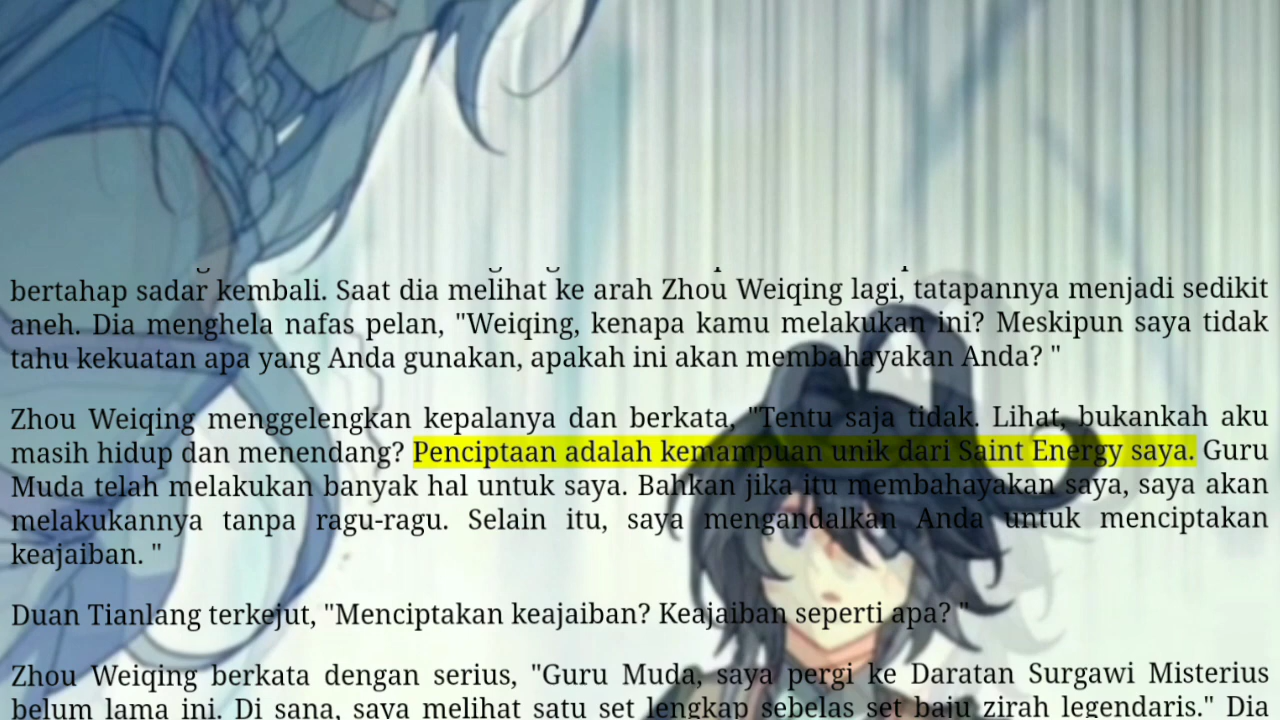 bertahap sadar kembali. Saat dia melihat ke arah Zhou Weiqing lagi, tatapannya menjadi sedikit
aneh. Dia menghela nafas pelan, "Weiqing, kenapa kamu melakukan ini? Meskipun saya tidak
tahu kekuatan apa yang Anda gunakan, apakah ini akan membahayakan Anda? "
Zhou Weiqing menggelengkan kepalanya dan berkata, "Tentu saja tidak. Lihat, bukankah aku
masih hidup dan menendang? Penciptaan adalah kemampuan unik dari Saint Energy saya. Guru
Muda telah melakukan banyak hal untuk saya. Bahkan jika itu membahayakan saya, saya akan
melakukannya tanpa ragu-ragu. Selain itu, saya mengandalkan Anda untuk menciptakan
keajaiban. "
Duan Tianlang terkejut, "Menciptakan keajaiban? Keajaiban seperti apa? "
Zhou Weiqing berkata dengan serius, "Guru Muda, saya pergi ke Daratan Surgawi Misterius
belum lama ini. Di sana, saya melihat satu set lengkap sebelas set baju zirah legendaris." Dia